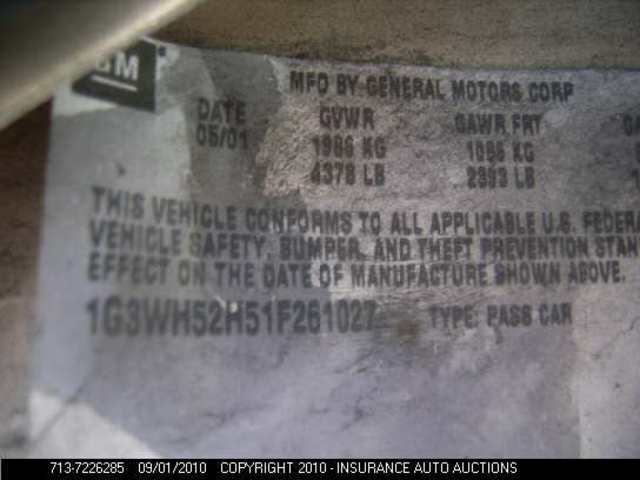 GM
MFD BY GENERAL MOTORS CORP
DATE GVWR GAWR FRT
05/01 1986 KG 1086 KG
4378 LB 2393 LB
THIS VEHICLE CONFORMS TO ALL APPLICABLE U.S. FEDERA
VEHICLE SAFETY, BUMPER, AND THEFT PREVENTION STAN
EFFECT ON THE DATE OF MANUFACTURE SHOWN ABOVE.
1G3WH52H51F261027 TYPE: PASS CAR
713-7226285 09/01/2010 COPYRIGHT 2010 - INSURANCE AUTO AUCTIONS